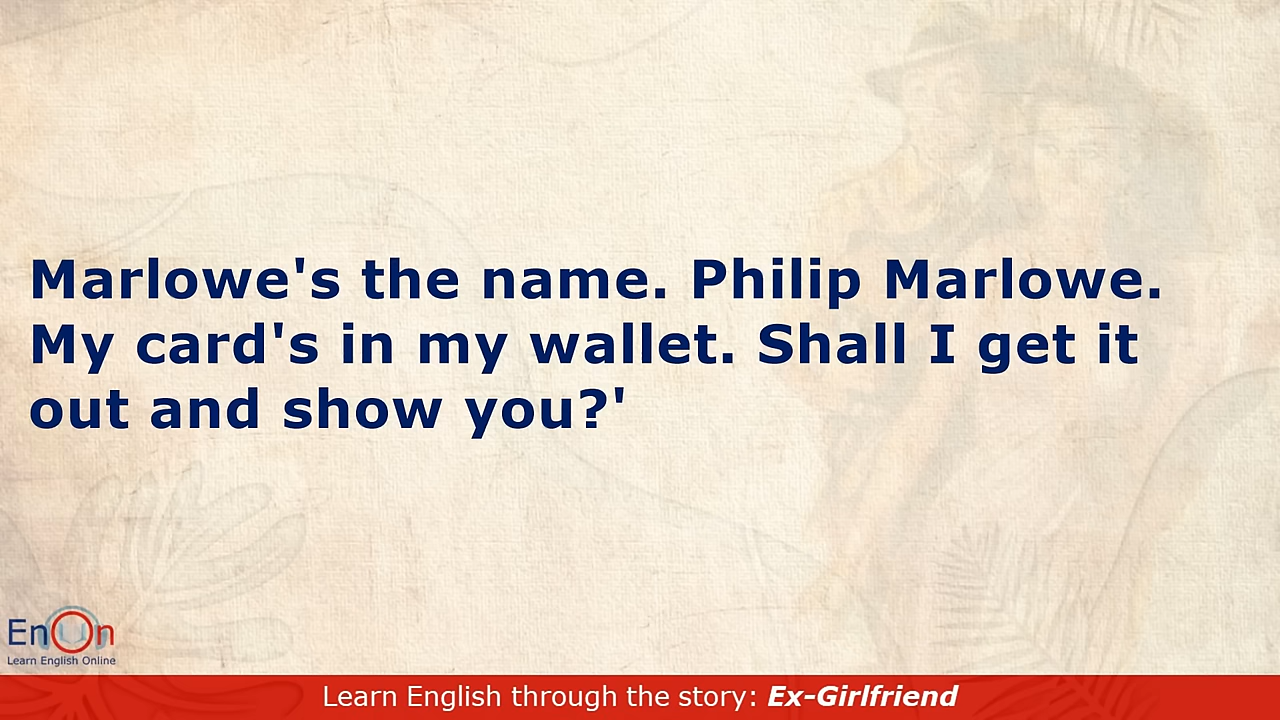 Marlowe's the name. Philip Marlowe.
My card's in my wallet. Shall I get it
out and show you?'
EnOn
Learn English Online
Learn English through the story: Ex-Girlfriend